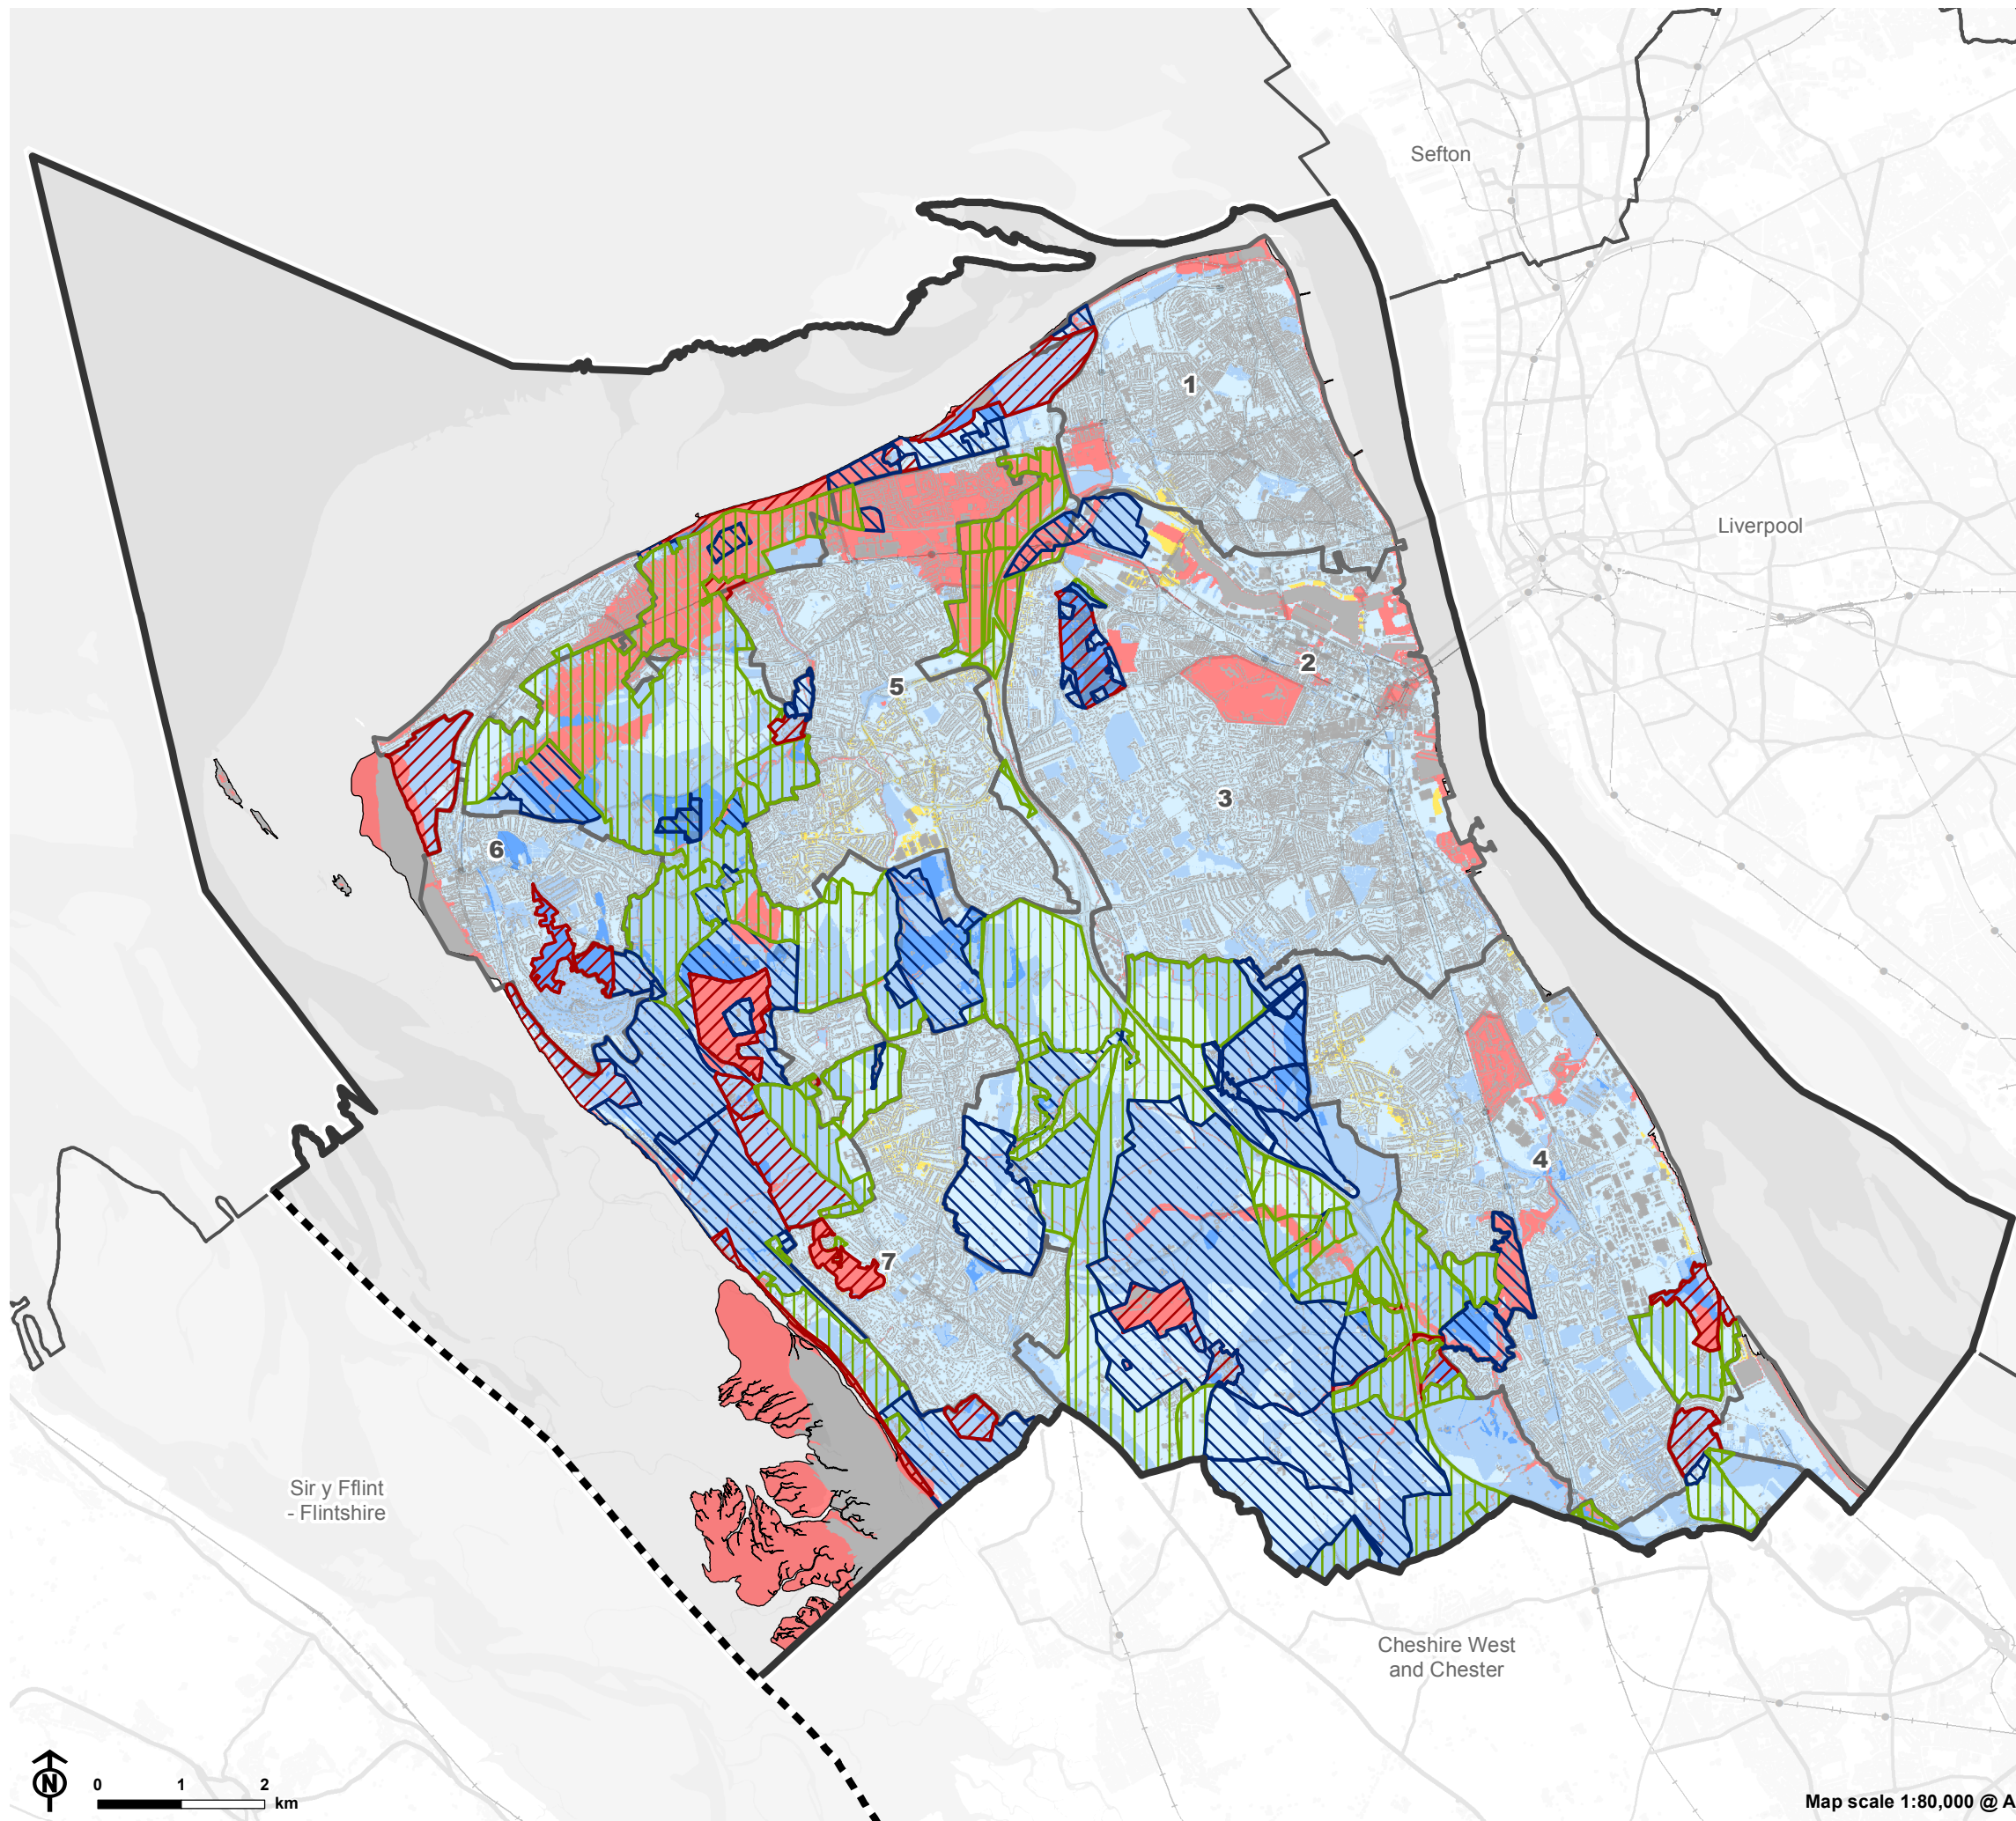 Sefton
Liverpool
1
2
5
3
6
4
7
Sir y Fflint
- Flintshire
Cheshire West
and Chester
N
0 1 2
km
Map scale 1:80,000 @ A